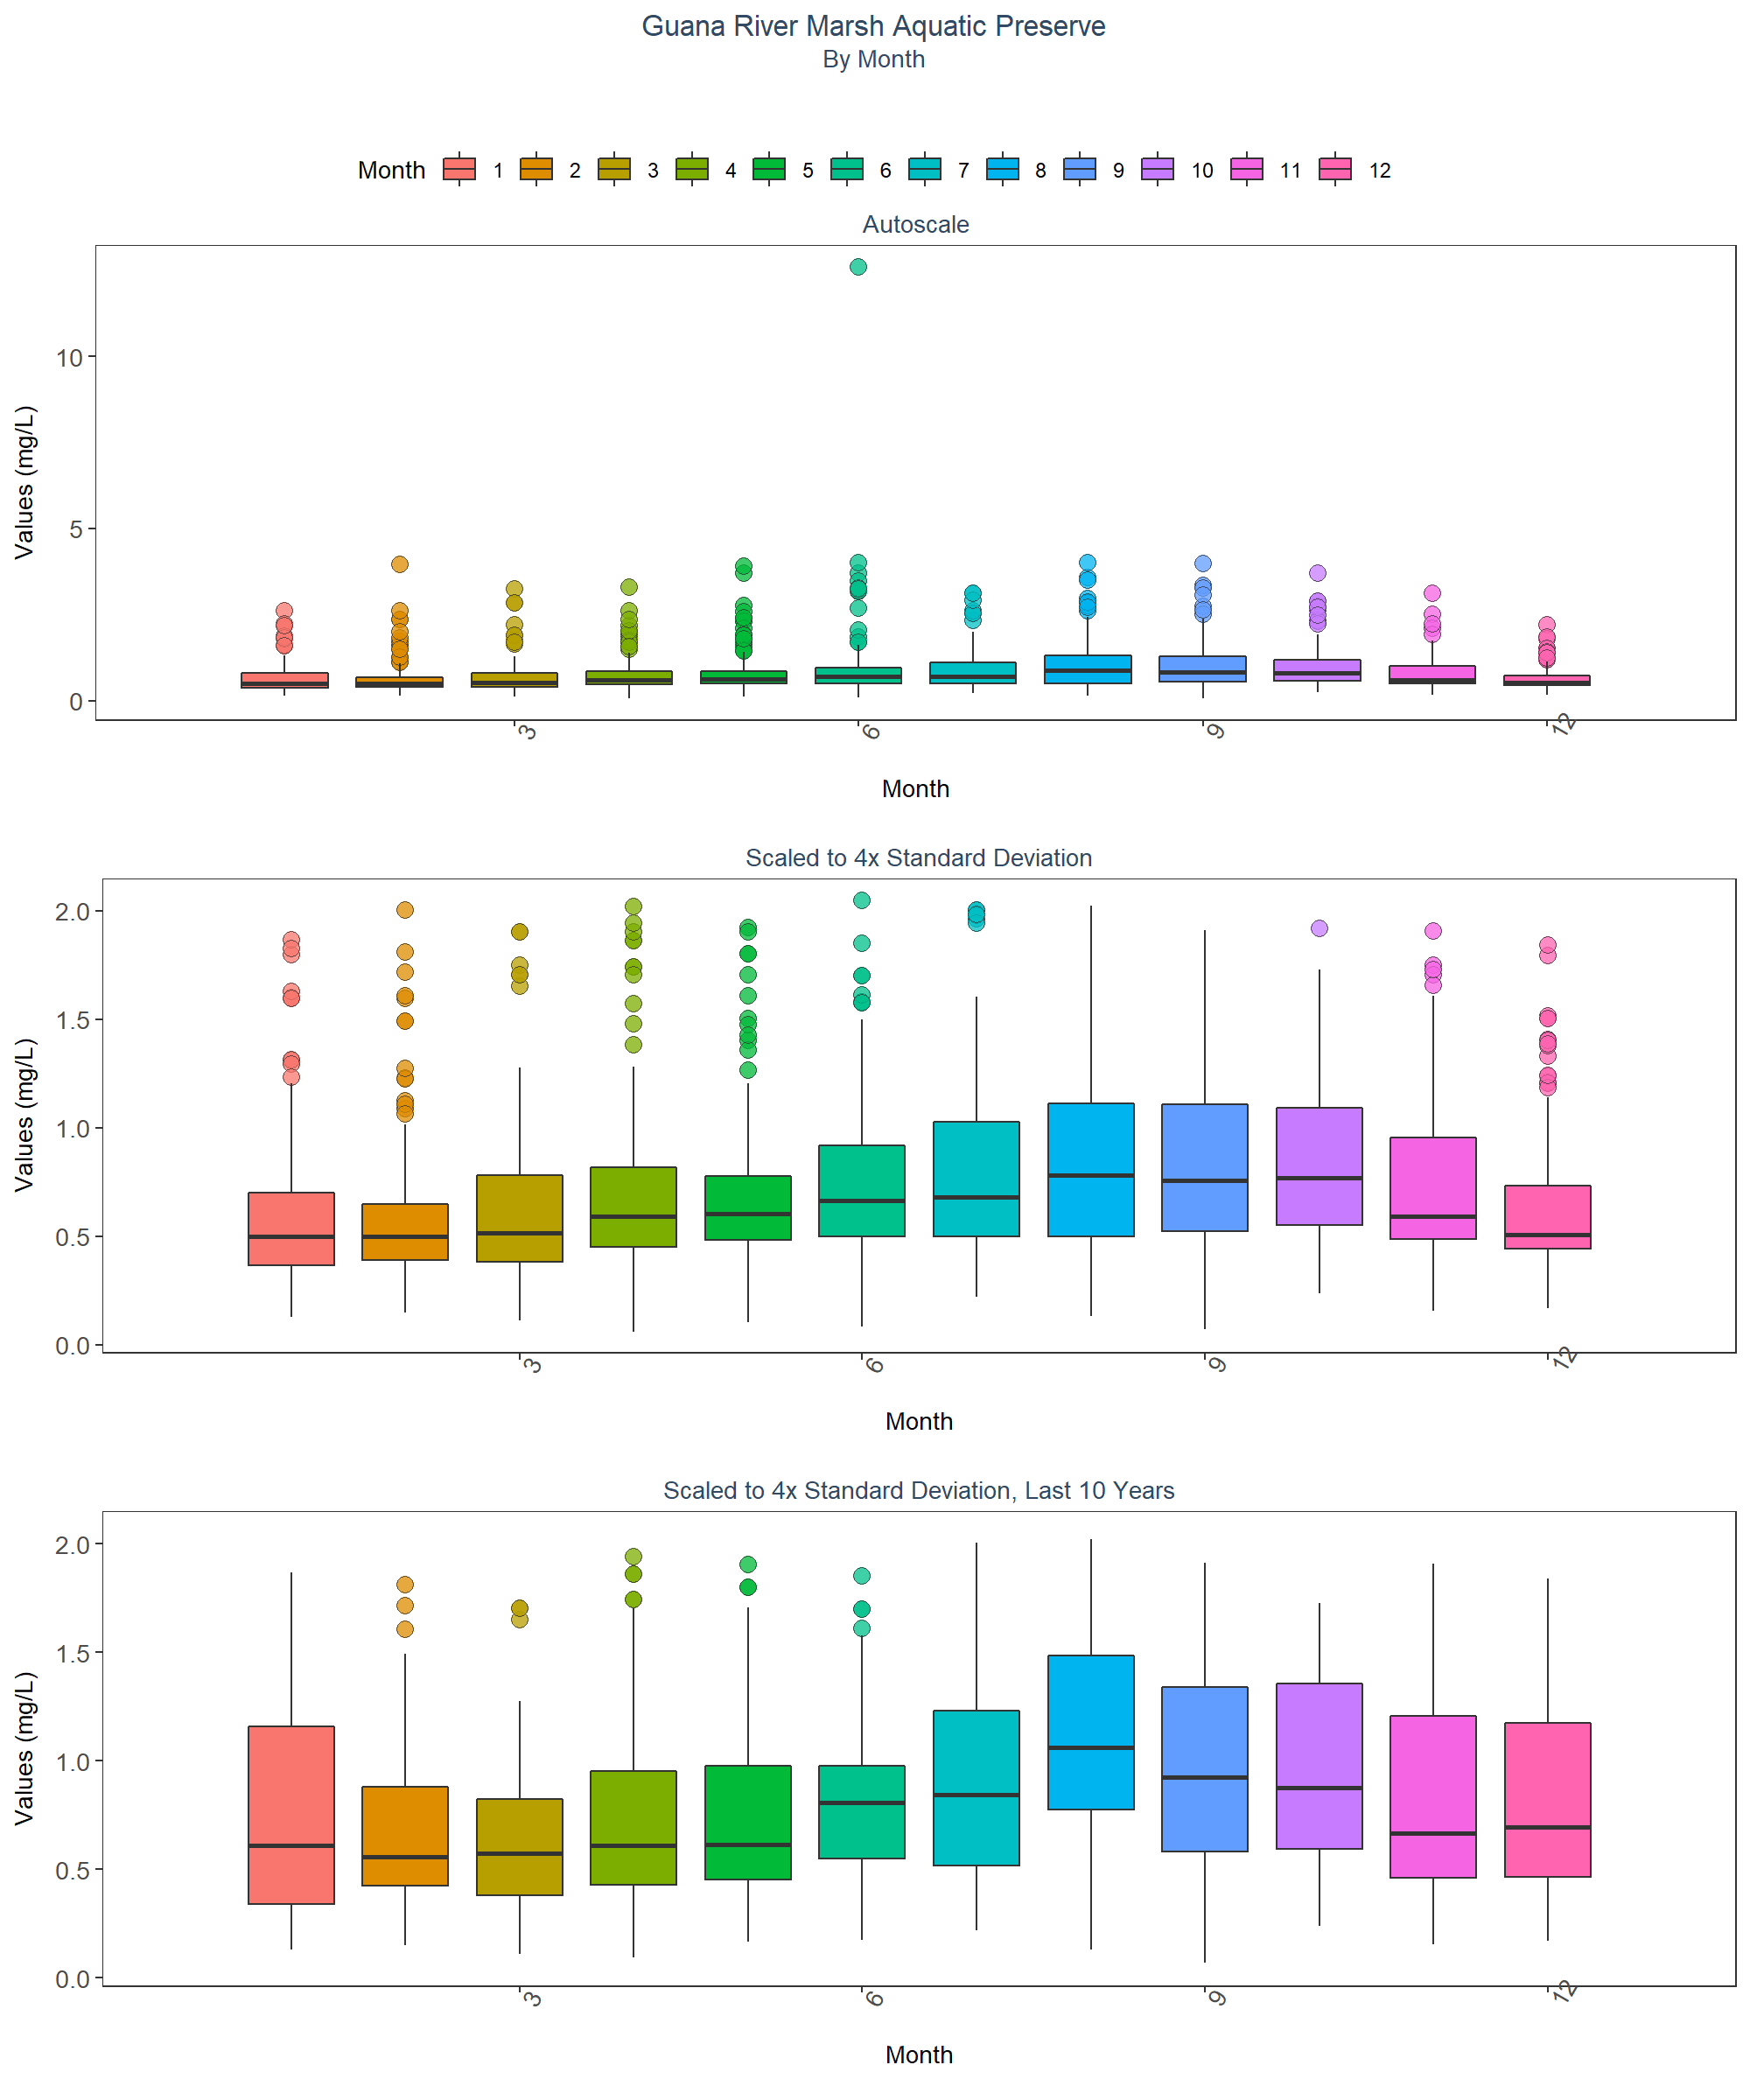 Guana River Marsh Aquatic Preserve
By Month
Month 1 2 3 4 5 6 7 8 9 10 11 12
Autoscale
Values (mg/L)
10
5
0
3 6 9 12
Month
Scaled to 4x Standard Deviation
Values (mg/L)
2.0
1.5
1.0
0.5
0.0
3 6 9 12
Month
Scaled to 4x Standard Deviation, Last 10 Years
Values (mg/L)
2.0
1.5
1.0
0.5
0.0
3 6 9 12
Month